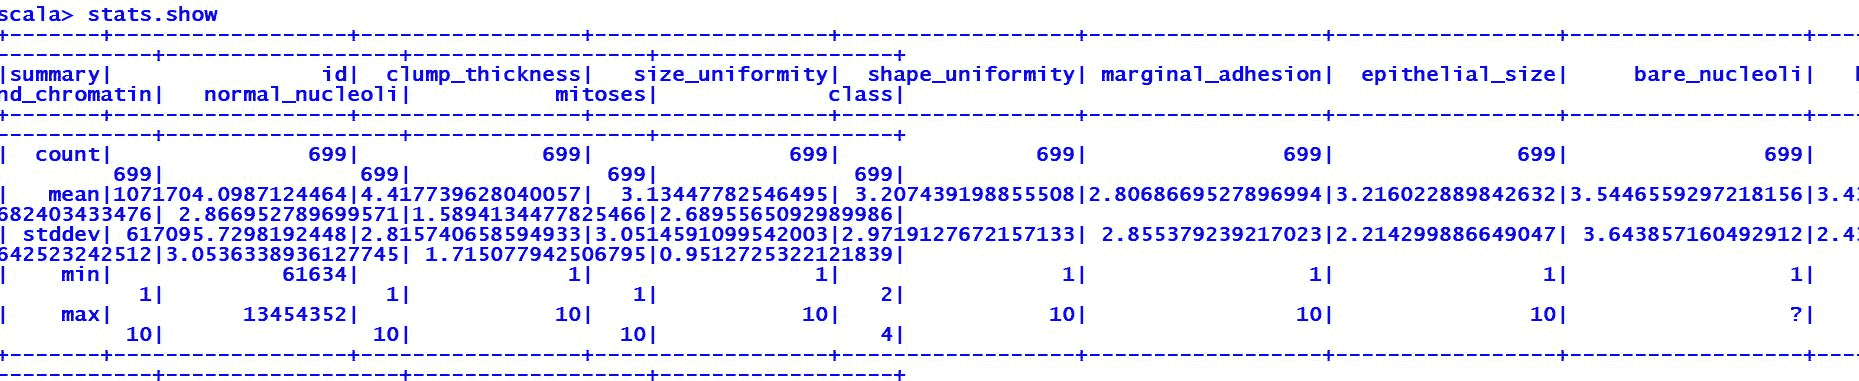 scala> stats.show
+-------+------------------+-----------------+------------------+------------------+------------------+-----------------+------------------+---
------------+------------------+------------------+------------------+
|summary|                id|  clump_thickness|   size_uniformity|  shape_uniformity| marginal_adhesion|  epithelial_size|      bare_nucleoli|
nd_chromatin|   normal_nucleoli|           mitoses|             class|
+-------+------------------+-----------------+------------------+------------------+------------------+-----------------+------------------+---
------------+------------------+------------------+------------------+
|  count|               699|              699|               699|               699|               699|              699|               699|
         699|               699|               699|               699|
|   mean|1071704.0987124464|4.417739628040057|  3.13447782546495| 3.207439198855508|2.8068669527896994|3.216022889842632|3.5446559297218156|3.43
682403433476| 2.866952789699571|1.5894134477825466|2.6895565092989986|
| stddev| 617095.7298192448|2.815740658594933|3.0514591099542003|2.9719127672157133| 2.855379239217023|2.214299886649047| 3.643857160492912|2.43
642523242512|3.0536338936127745| 1.715077942506795|0.9512725322121839|
|    min|             61634|                1|                 1|                 1|                 1|                1|                 1|
           1|                 1|                 1|                 2|
|    max|          13454352|               10|                10|                10|                10|               10|                 ?|
          10|                10|                10|                 4|
+-------+------------------+-----------------+------------------+------------------+------------------+-----------------+------------------+---
------------+------------------+------------------+------------------+